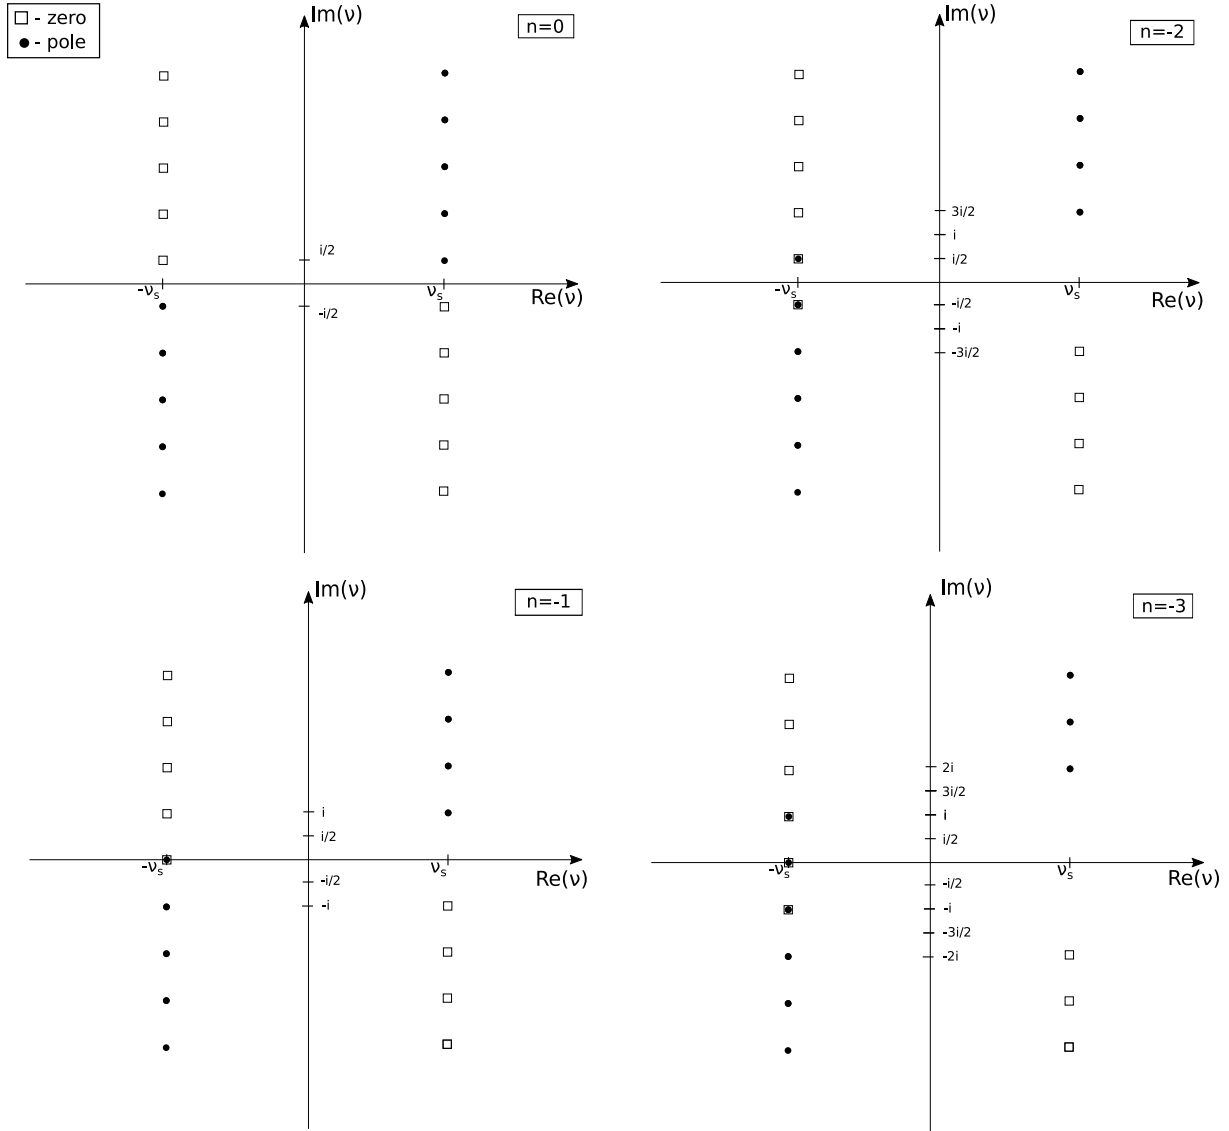 - zero
- pole
Im(ν)
n=0
i/2
-ν_s
ν_s
Re(ν)
-i/2
Im(ν)
n=-2
3i/2
i
i/2
-ν_s
ν_s
Re(ν)
-i/2
-i
-3i/2
Im(ν)
n=-1
i
i/2
-ν_s
ν_s
Re(ν)
-i/2
-i
Im(ν)
n=-3
2i
3i/2
i
i/2
-ν_s
ν_s
Re(ν)
-i/2
-i
-3i/2
-2i